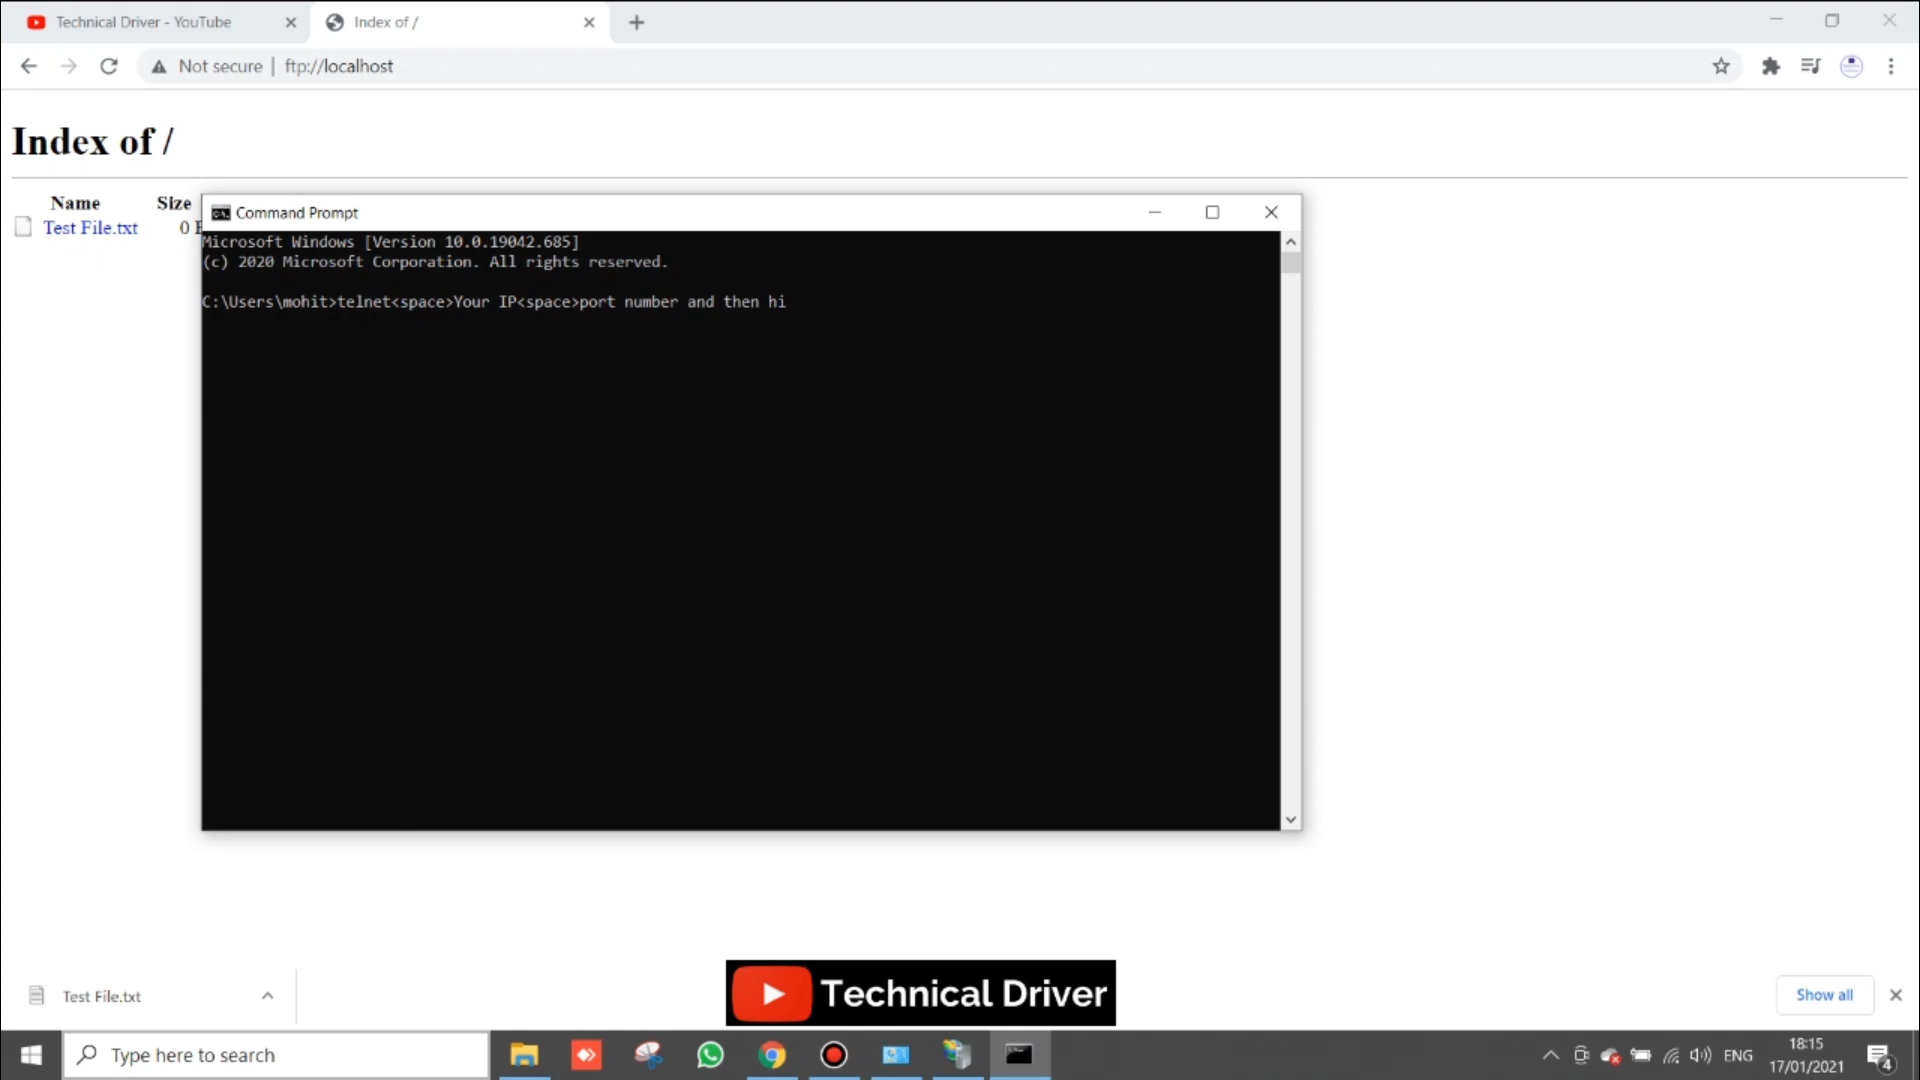 Technical Driver - YouTube
Index of /
Not secure
ftp://localhost
Index of /
Name
Size
Test File.txt
0
Command Prompt
Microsoft Windows [Version 10.0.19042.685]
(c) 2020 Microsoft Corporation. All rights reserved.
C:\Users\mohit>telnet<space>Your IP<space>port number and then hi
Test File.txt
Technical Driver
Show all
Type here to search
ENG
18:15
17/01/2021
4